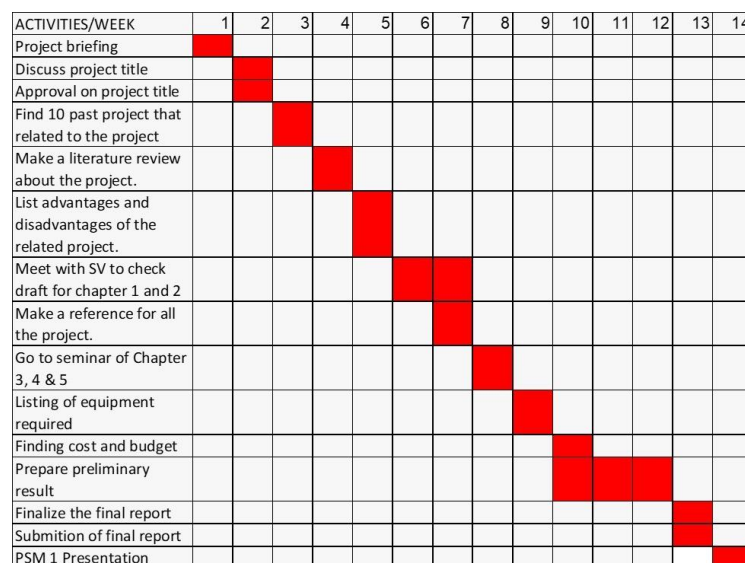 ACTIVITIES/WEEK 1 2 3 4 5 6 7 8 9 10 11 12 13 14
Project briefing
Discuss project title
Approval on project title
Find 10 past project that
related to the project
Make a literature review
about the project.
List advantages and
disadvantages of the
related project.
Meet with SV to check
draft for chapter 1 and 2
Make a reference for all
the project.
Go to seminar of Chapter
3, 4 & 5
Listing of equipment
required
Finding cost and budget
Prepare preliminary
result
Finalize the final report
Submition of final report
PSM 1 Presentation